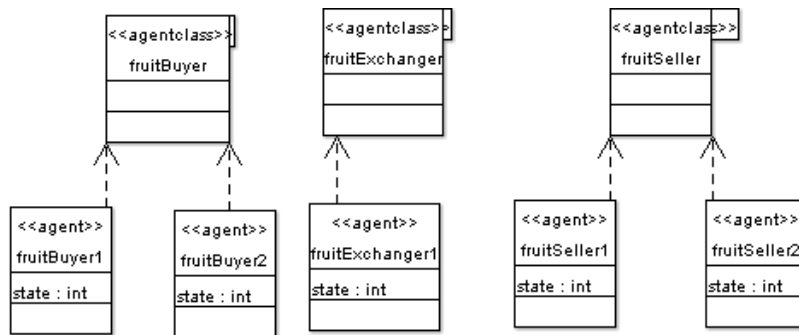 <<agentclass>>
fruitBuyer
<<agentclass>>
fruitExchanger
<<agentclass>>
fruitSeller
<<agent>>
fruitBuyer1
state : int
<<agent>>
fruitBuyer2
state : int
<<agent>>
fruitExchanger1
state : int
<<agent>>
fruitSeller1
state : int
<<agent>>
fruitSeller2
state : int